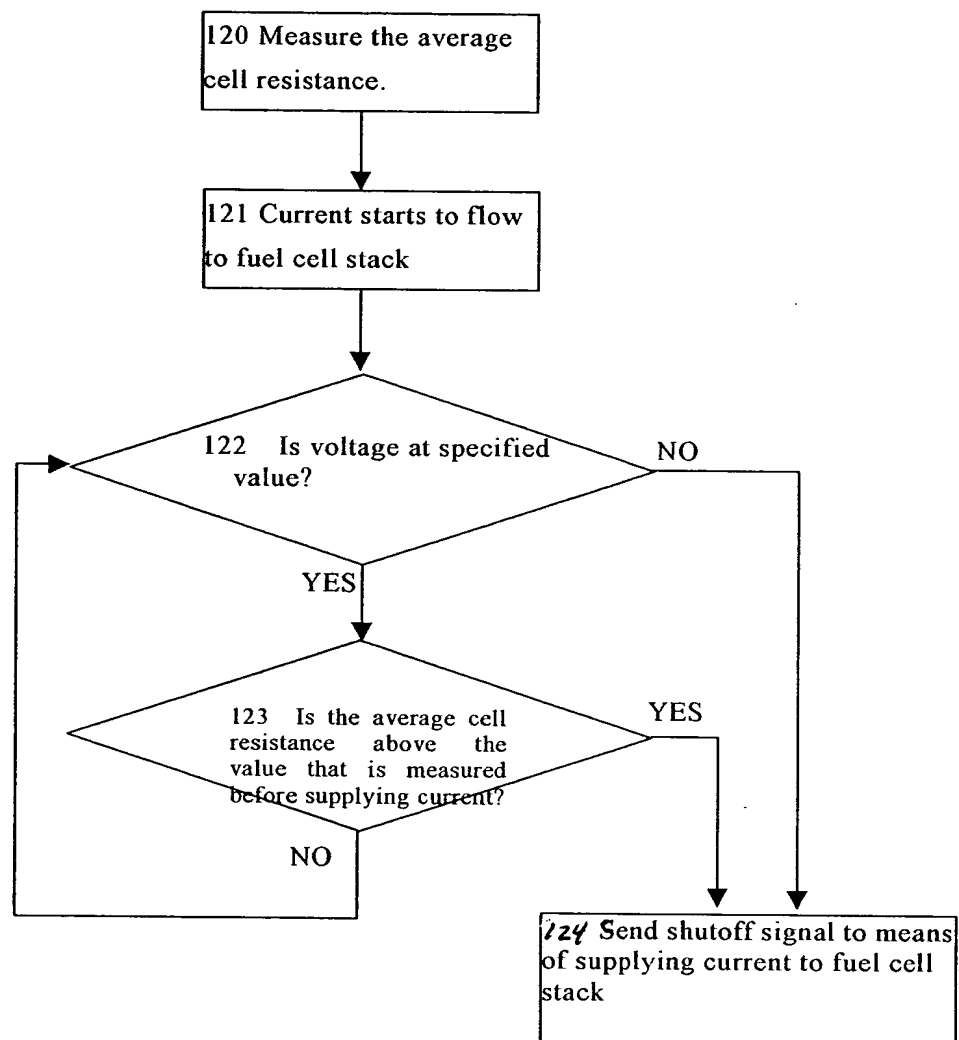 120 Measure the average
cell resistance.
121 Current starts to flow
to fuel cell stack
122 Is voltage at specified
value?
NO
YES
123 Is the average cell
resistance above the
value that is measured
before supplying current?
YES
NO
124 Send shutoff signal to means
of supplying current to fuel cell
stack